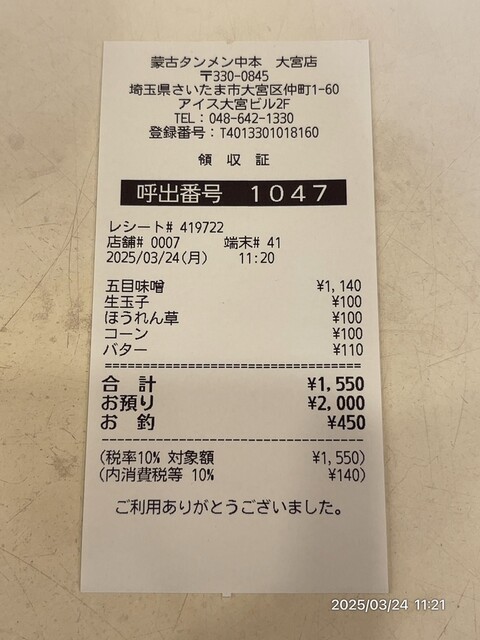 蒙古タンメン中本　大宮店
〒330-0845
埼玉県さいたま市大宮区仲町1-60
アイス大宮ビル2F
TEL：048-642-1330
登録番号：T4013301018160
領 収 証
呼出番号　１０４７
レシート# 419722
店舗# 0007　端末# 41
2025/03/24(月)　11:20
五目味噌　¥1,140
生玉子　¥100
ほうれん草　¥100
コーン　¥100
バター　¥110
合　計　¥1,550
お預り　¥2,000
お　釣　¥450
(税率10% 対象額　¥1,550)
(内消費税等 10%　¥140)
ご利用ありがとうございました。
2025/03/24 11:21